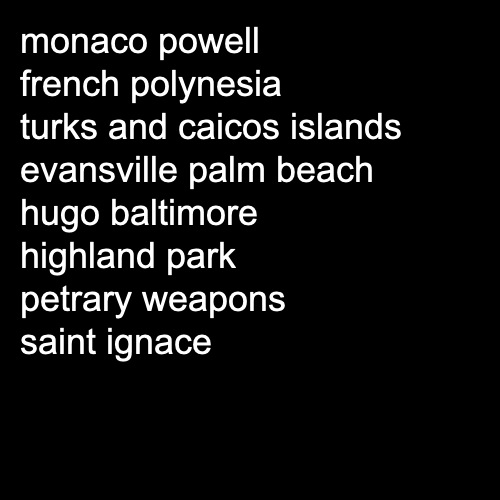 monaco powell
french polynesia
turks and caicos islands
evansville palm beach
hugo baltimore
highland park
petrary weapons
saint ignace